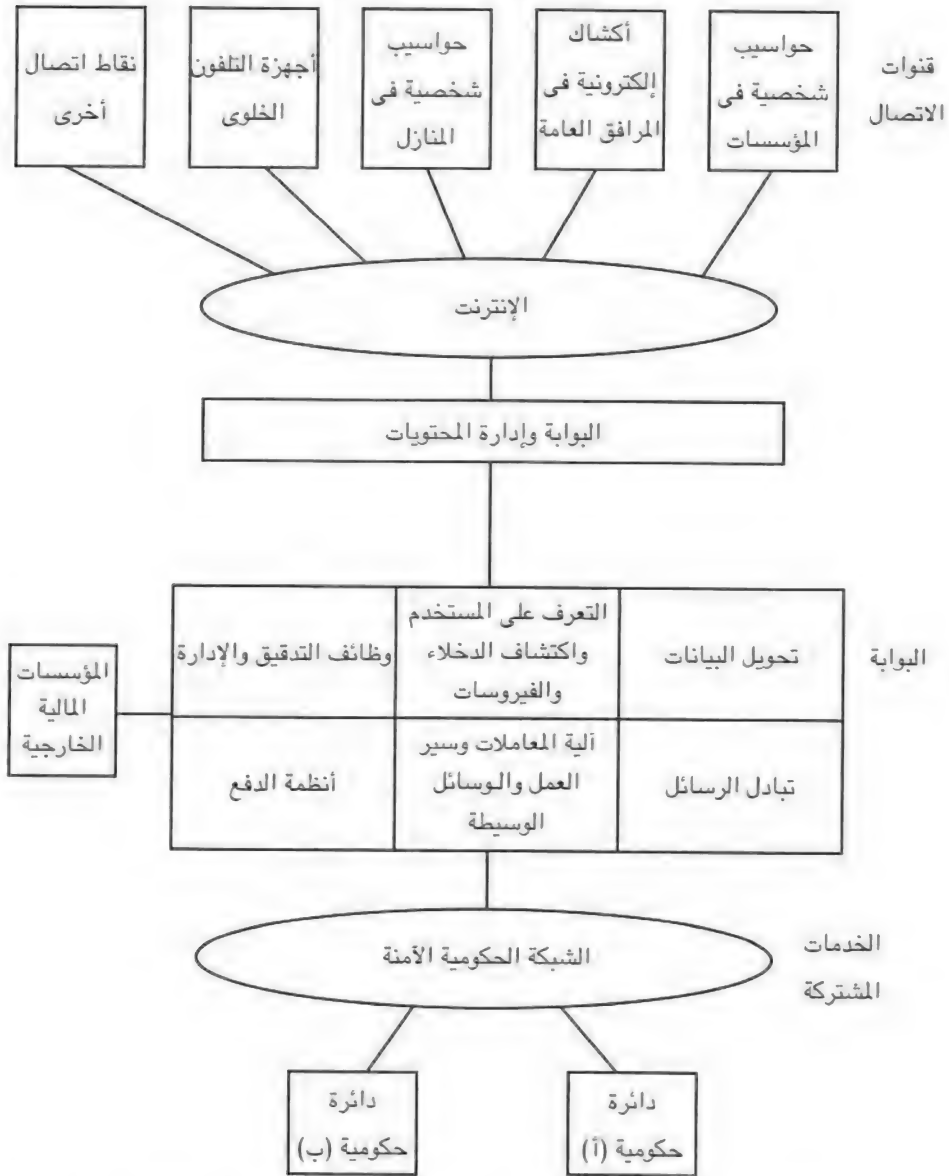 قنوات
الاتصال
حواسيب
شخصية فى
المؤسسات
أكشاك
إلكترونية فى
المرافق العامة
حواسيب
شخصية فى
المنازل
أجهزة التلفون
الخلوى
نقاط اتصال
أخرى
الإنترنت
البوابة وإدارة المحتويات
البوابة
تحويل البيانات
التعرف على المستخدم
واكتشاف الدخلاء
والفيروسات
وظائف التدقيق والإدارة
تبادل الرسائل
آلية المعاملات وسير
العمل والوسائل
الوسيطة
أنظمة الدفع
المؤسسات
المالية
الخارجية
الخدمات
المشتركة
الشبكة الحكومية الآمنة
دائرة
حكومية (أ)
دائرة
حكومية (ب)